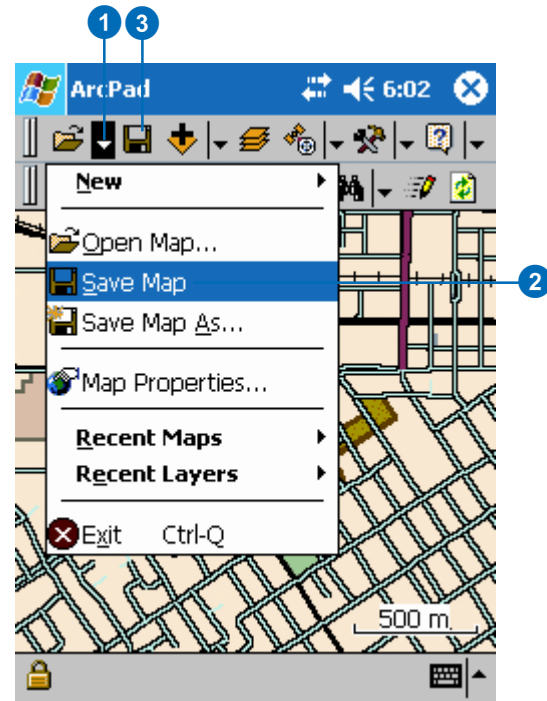 1 3
ArcPad 6:02
New
Open Map...
Save Map
2
Save Map As...
Map Properties...
Recent Maps
Recent Layers
Exit Ctrl-Q
500 m